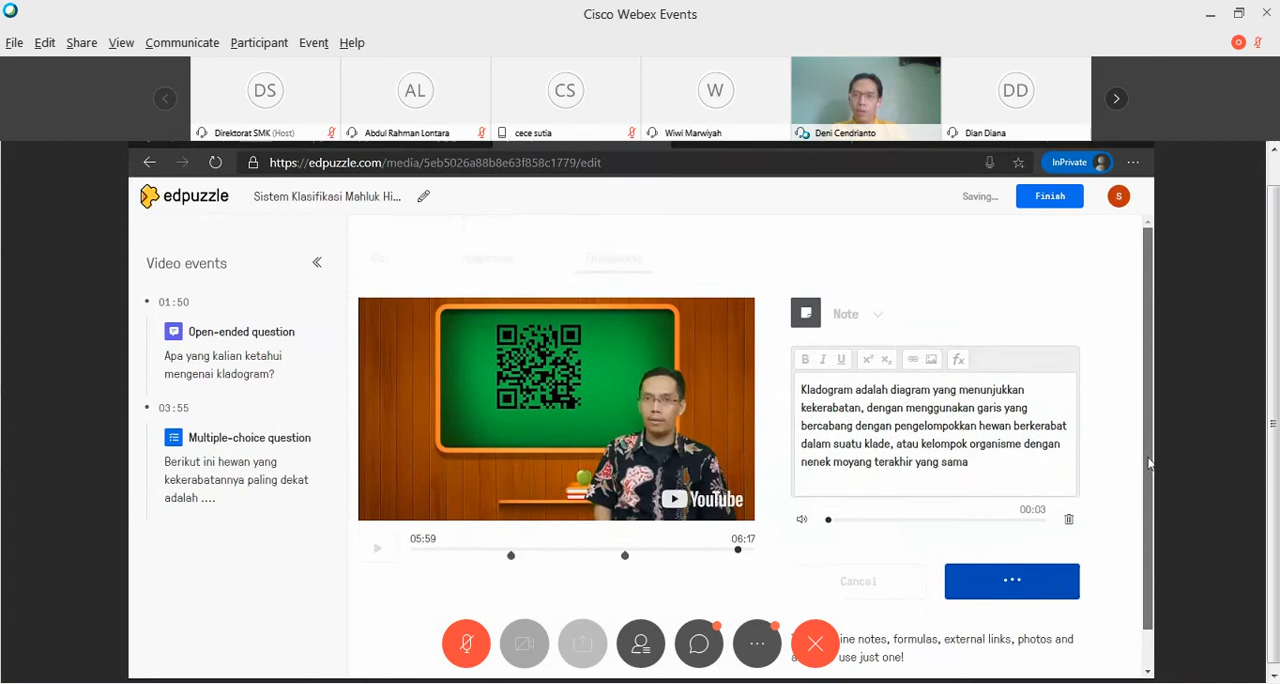 Cisco Webex Events
File Edit Share View Communicate Participant Event Help
DS AL CS W DD
Direktorat SMK (Host) Abdul Rahman Lontara cece sutia Wiwi Marwiyah Deni Cendrianto Dian Diana
https://edpuzzle.com/media/5eb5026a88b8e63f858c1779/edit InPrivate
edpuzzle Sistem Klasifikasi Mahluk Hi... Saving... Finish S
Video events
01:50
Open-ended question
Apa yang kalian ketahui
mengenai kladogram?
03:55
Multiple-choice question
Berikut ini hewan yang
kekerabatannya paling dekat
adalah ....
YouTube
05:59 06:17
Note
B I U x² x₂ fx
Kladogram adalah diagram yang menunjukkan
kekerabatan, dengan menggunakan garis yang
bercabang dengan pengelompokkan hewan berkerabat
dalam suatu klade, atau kelompok organisme dengan
nenek moyang terakhir yang sama
00:03
Cancel ...
notes, formulas, external links, photos and
use just one!